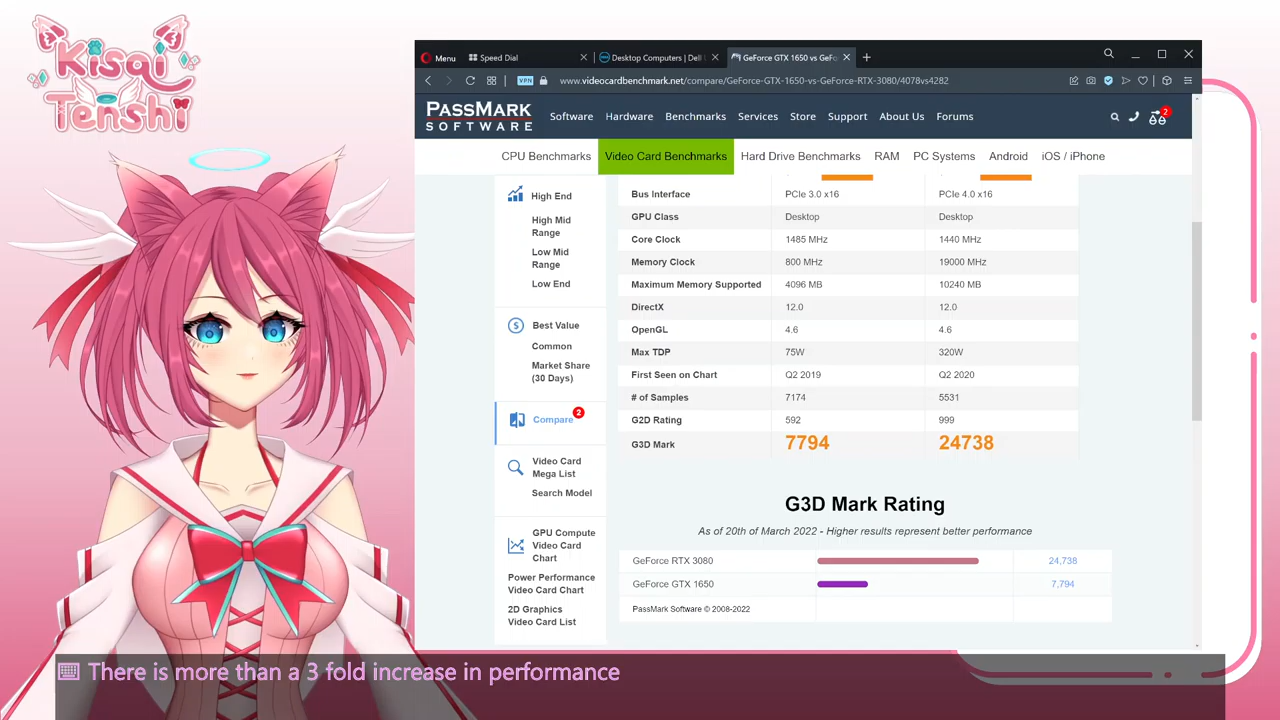 Kisai
Tenshi
Menu
Speed Dial
Desktop Computers | Dell
GeForce GTX 1650 vs GeFo
VPN
www.videocardbenchmark.net/compare/GeForce-GTX-1650-vs-GeForce-RTX-3080/4078vs4282
PASSMARK
SOFTWARE
Software
Hardware
Benchmarks
Services
Store
Support
About Us
Forums
2
CPU Benchmarks
Video Card Benchmarks
Hard Drive Benchmarks
RAM
PC Systems
Android
iOS / iPhone
High End
High Mid
Range
Low Mid
Range
Low End
Best Value
Common
Market Share
(30 Days)
Compare
2
Video Card
Mega List
Search Model
GPU Compute
Video Card
Chart
Power Performance
Video Card Chart
2D Graphics
Video Card List
Bus Interface PCIe 3.0 x16 PCIe 4.0 x16
GPU Class Desktop Desktop
Core Clock 1485 MHz 1440 MHz
Memory Clock 800 MHz 19000 MHz
Maximum Memory Supported 4096 MB 10240 MB
DirectX 12.0 12.0
OpenGL 4.6 4.6
Max TDP 75W 320W
First Seen on Chart Q2 2019 Q2 2020
# of Samples 7174 5531
G2D Rating 592 999
G3D Mark 7794 24738
G3D Mark Rating
As of 20th of March 2022 - Higher results represent better performance
GeForce RTX 3080 24,738
GeForce GTX 1650 7,794
PassMark Software © 2008-2022
There is more than a 3 fold increase in performance